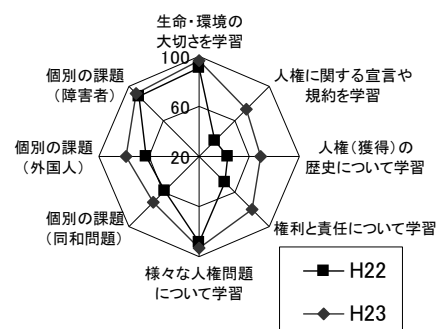 生命・環境の
大切さを学習
100
個別の課題
（障害者）
人権に関する宣言や
規約を学習
60
個別の課題
（外国人）
20
人権（獲得）の
歴史について学習
個別の課題
（同和問題）
権利と責任について学習
様々な人権問題
について学習
H22
H23